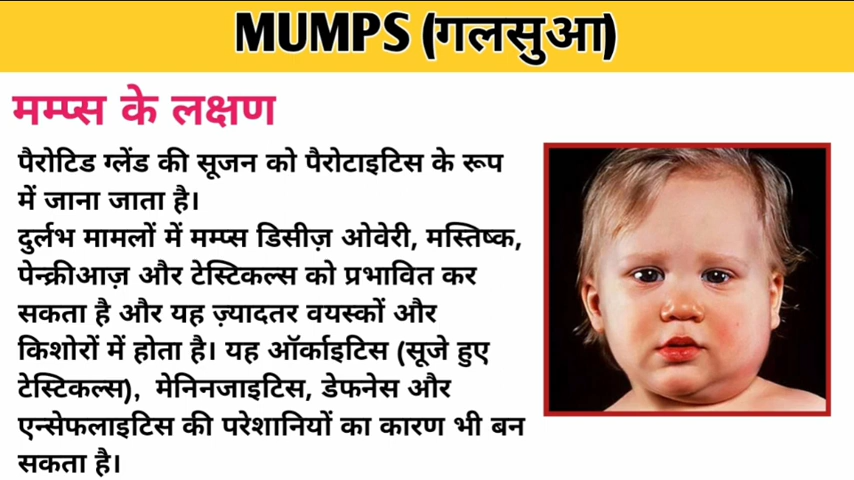 MUMPS (गलसुआ)
मम्प्स के लक्षण
पैरोटिड ग्लेंड की सूजन को पैरोटाइटिस के रूप
में जाना जाता है।
दुर्लभ मामलों में मम्प्स डिसीज़ ओवेरी, मस्तिष्क,
पेन्क्रीआज़ और टेस्टिकल्स को प्रभावित कर
सकता है और यह ज़्यादतर वयस्कों और
किशोरों में होता है। यह ऑर्काइटिस (सूजे हुए
टेस्टिकल्स), मेनिनजाइटिस, डेफनेस और
एन्सेफलाइटिस की परेशानियों का कारण भी बन
सकता है।